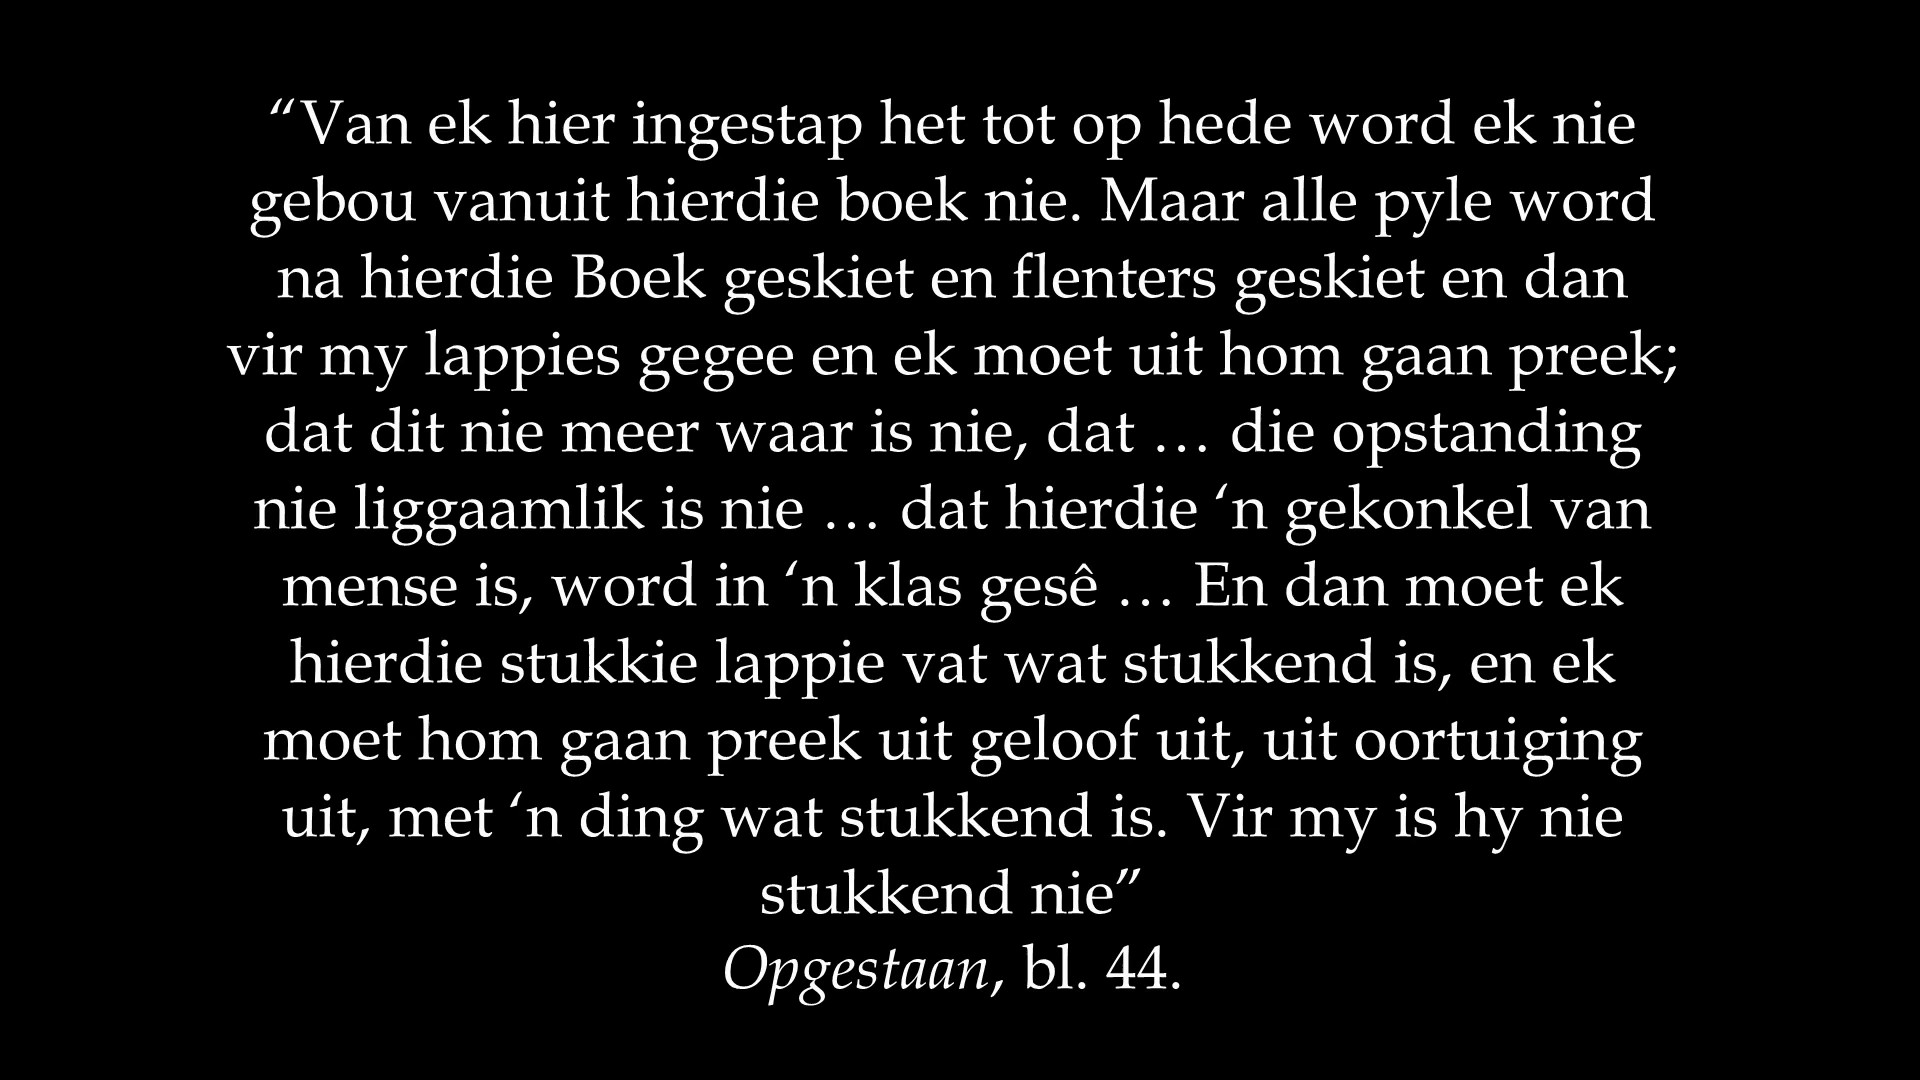 “Van ek hier ingestap het tot op hede word ek nie
gebou vanuit hierdie boek nie. Maar alle pyle word
na hierdie Boek geskiet en flenters geskiet en dan
vir my lappies gegee en ek moet uit hom gaan preek;
dat dit nie meer waar is nie, dat … die opstanding
nie liggaamlik is nie … dat hierdie ‘n gekonkel van
mense is, word in ‘n klas gesê … En dan moet ek
hierdie stukkie lappie vat wat stukkend is, en ek
moet hom gaan preek uit geloof uit, uit oortuiging
uit, met ‘n ding wat stukkend is. Vir my is hy nie
stukkend nie”
Opgestaan, bl. 44.